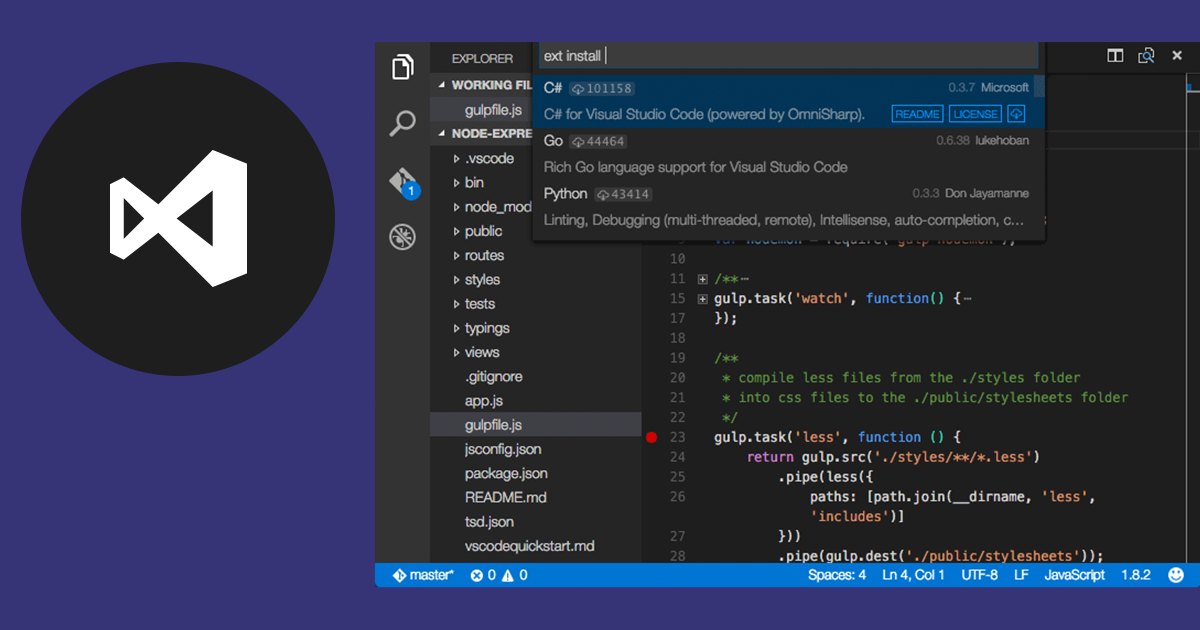 EXPLORER
WORKING FIL
gulpfile.js
NODE-EXPRE
.vscode
bin
node_mod
public
routes
styles
tests
typings
views
.gitignore
app.js
gulpfile.js
jsconfig.json
package.json
README.md
tsd.json
vscodequickstart.md
1
ext install
C# 101158 0.3.7 Microsoft
C# for Visual Studio Code (powered by OmniSharp). README LICENSE
Go 44464 0.6.38 lukehoban
Rich Go language support for Visual Studio Code
Python 43414 0.3.3 Don Jayamanne
Linting, Debugging (multi-threaded, remote), Intellisense, auto-completion, c...
10
11 /**⋯
15 gulp.task('watch', function() {⋯
17 });
18
19 /**
20 * compile less files from the ./styles folder
21 * into css files to the ./public/stylesheets folder
22 */
23 gulp.task('less', function () {
24 return gulp.src('./styles/**/*.less')
25 .pipe(less({
26 paths: [path.join(__dirname, 'less',
'includes')]
27 }))
28 .pipe(gulp.dest('./public/stylesheets'));
master* 0 0 Spaces: 4 Ln 4, Col 1 UTF-8 LF JavaScript 1.8.2